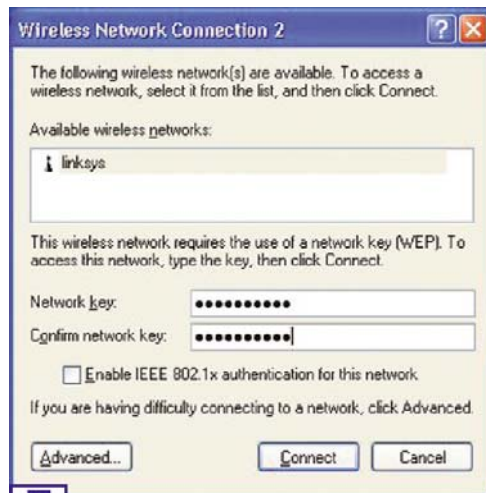 Wireless Network Connection 2
The following wireless network(s) are available. To access a
wireless network, select it from the list, and then click Connect.
Available wireless networks:
linksys
This wireless network requires the use of a network key (WEP). To
access this network, type the key, then click Connect.
Network key: ●●●●●●●●●●
Confirm network key: ●●●●●●●●●●
Enable IEEE 802.1x authentication for this network
If you are having difficulty connecting to a network, click Advanced.
Advanced... Connect Cancel